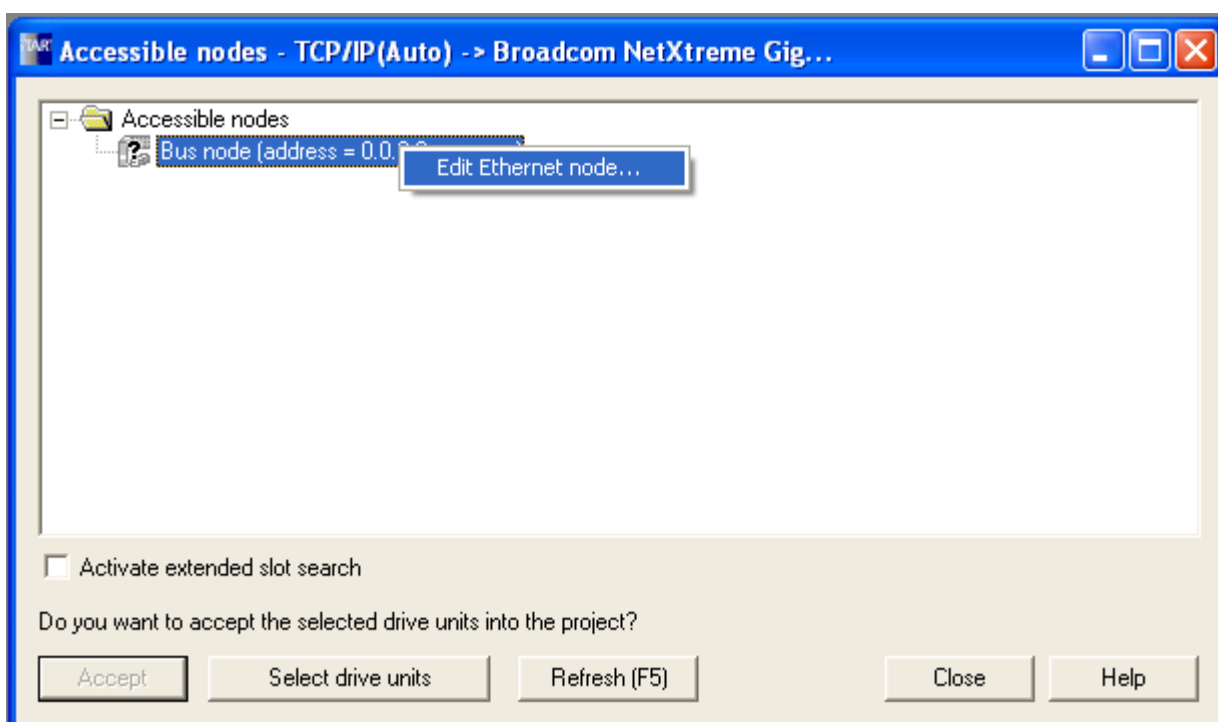 Accessible nodes - TCP/IP(Auto) -> Broadcom NetXtreme Gig...
Accessible nodes
Bus node (address = 0.0.
Edit Ethernet node...
Activate extended slot search
Do you want to accept the selected drive units into the project?
Accept
Select drive units
Refresh (F5)
Close
Help